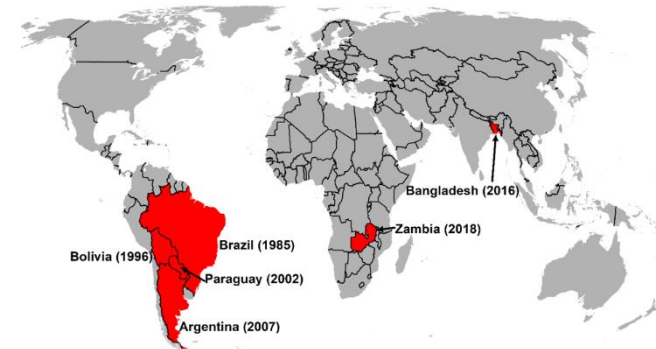 Bangladesh (2016)
Zambia (2018)
Brazil (1985)
Bolivia (1996)
Paraguay (2002)
Argentina (2007)